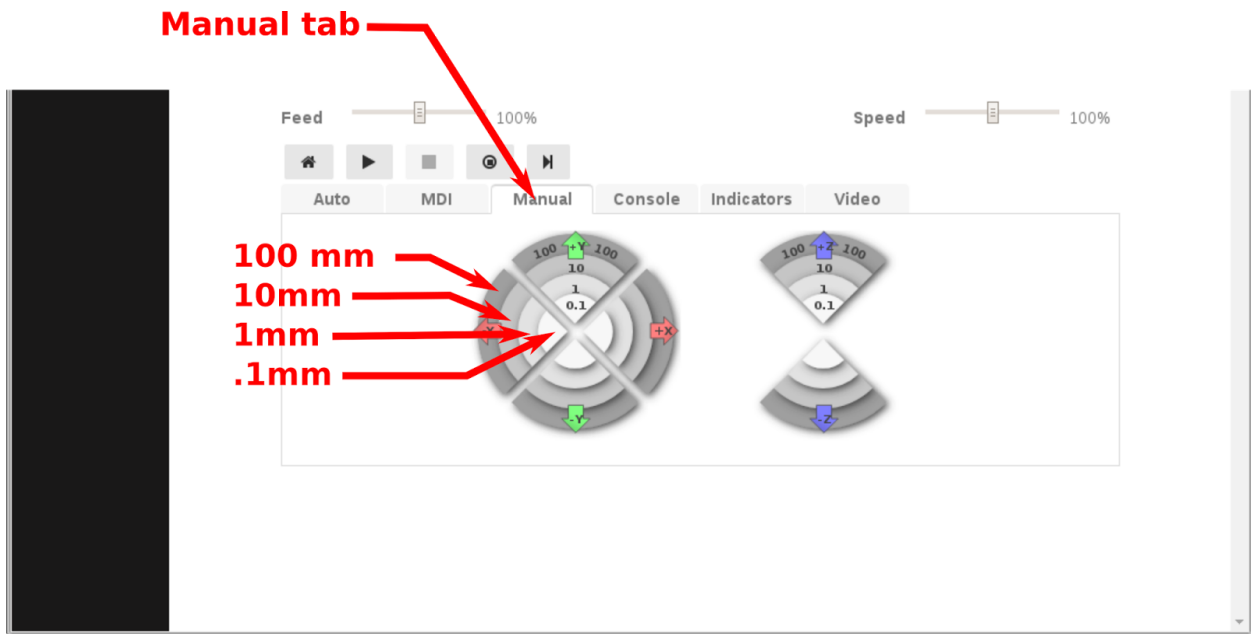 Manual tab
Feed 100% Speed 100%
Auto MDI Manual Console Indicators Video
100 +Y 100 100 +Z 100
100 mm
10 10
10mm
1 1
0.1 0.1
1mm
-X +X
.1mm
-Y -Z